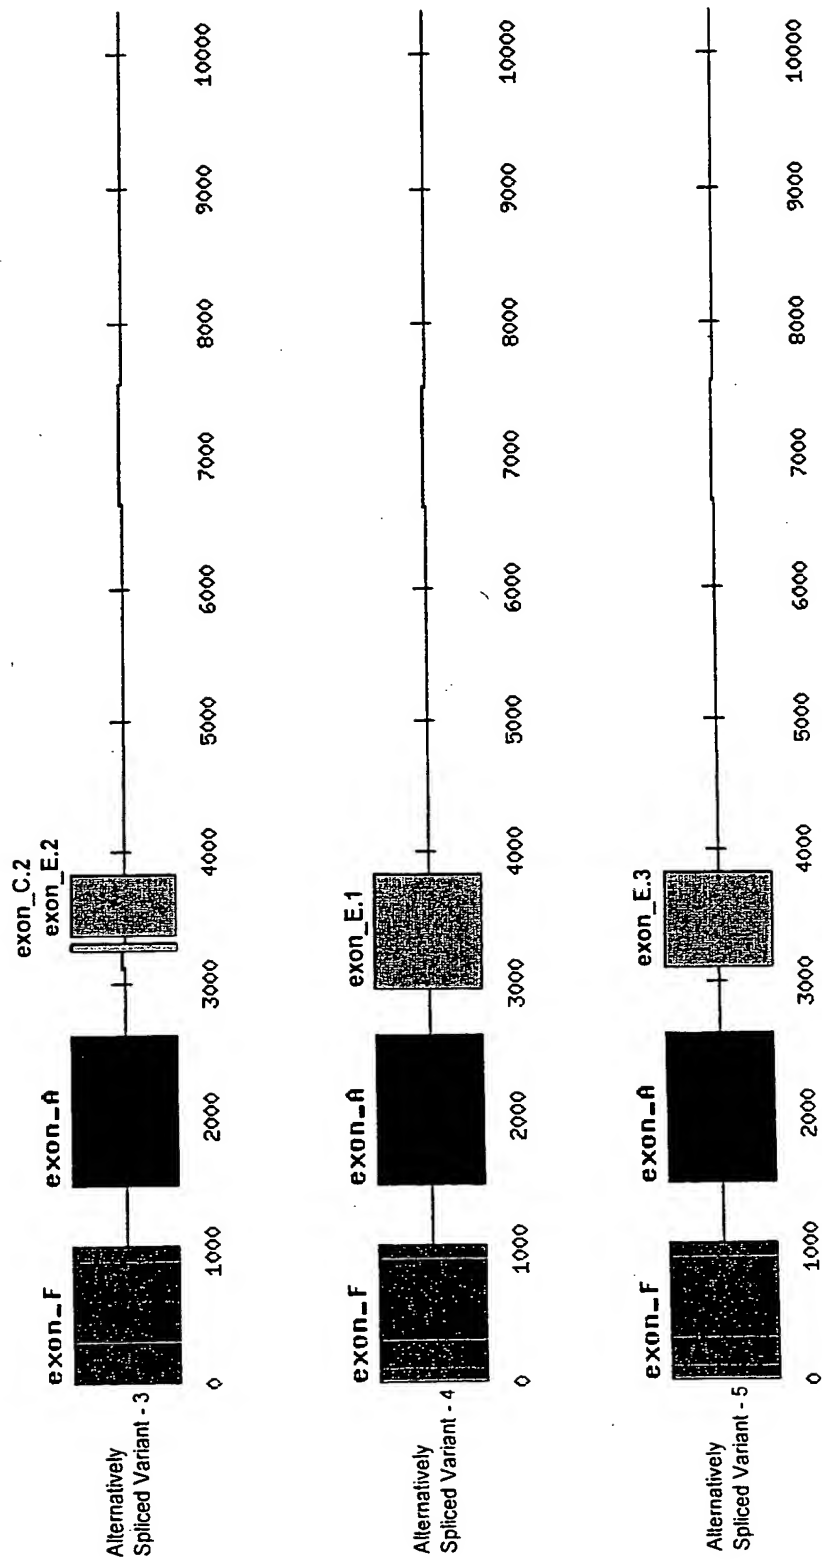 exon_C.2
exon_F
exon_A
exon_E.2
Alternatively
Spliced Variant - 3
0
1000
2000
3000
4000
5000
6000
7000
8000
9000
10000
exon_F
exon_A
exon_E.1
Alternatively
Spliced Variant - 4
0
1000
2000
3000
4000
5000
6000
7000
8000
9000
10000
exon_F
exon_A
exon_E.3
Alternatively
Spliced Variant - 5
0
1000
2000
3000
4000
5000
6000
7000
8000
9000
10000